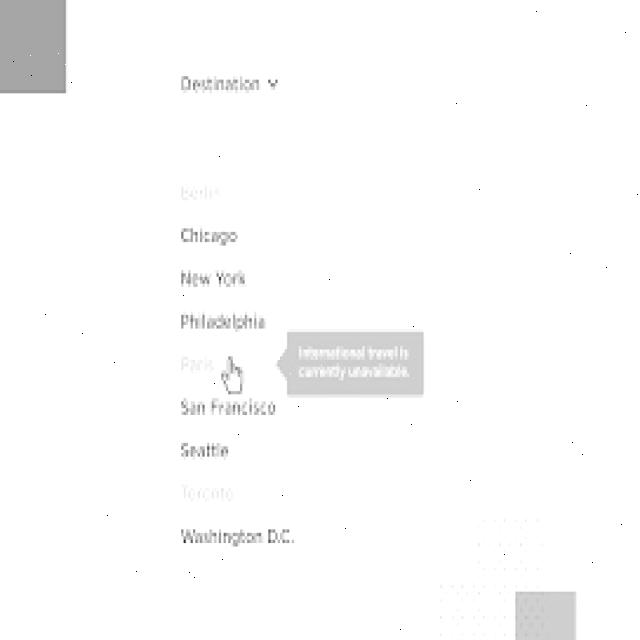 Destination
Berlin
Chicago
New York
Philadelphia
Paris
International travel is
currently unavailable.
San Francisco
Seattle
Toronto
Washington D.C.